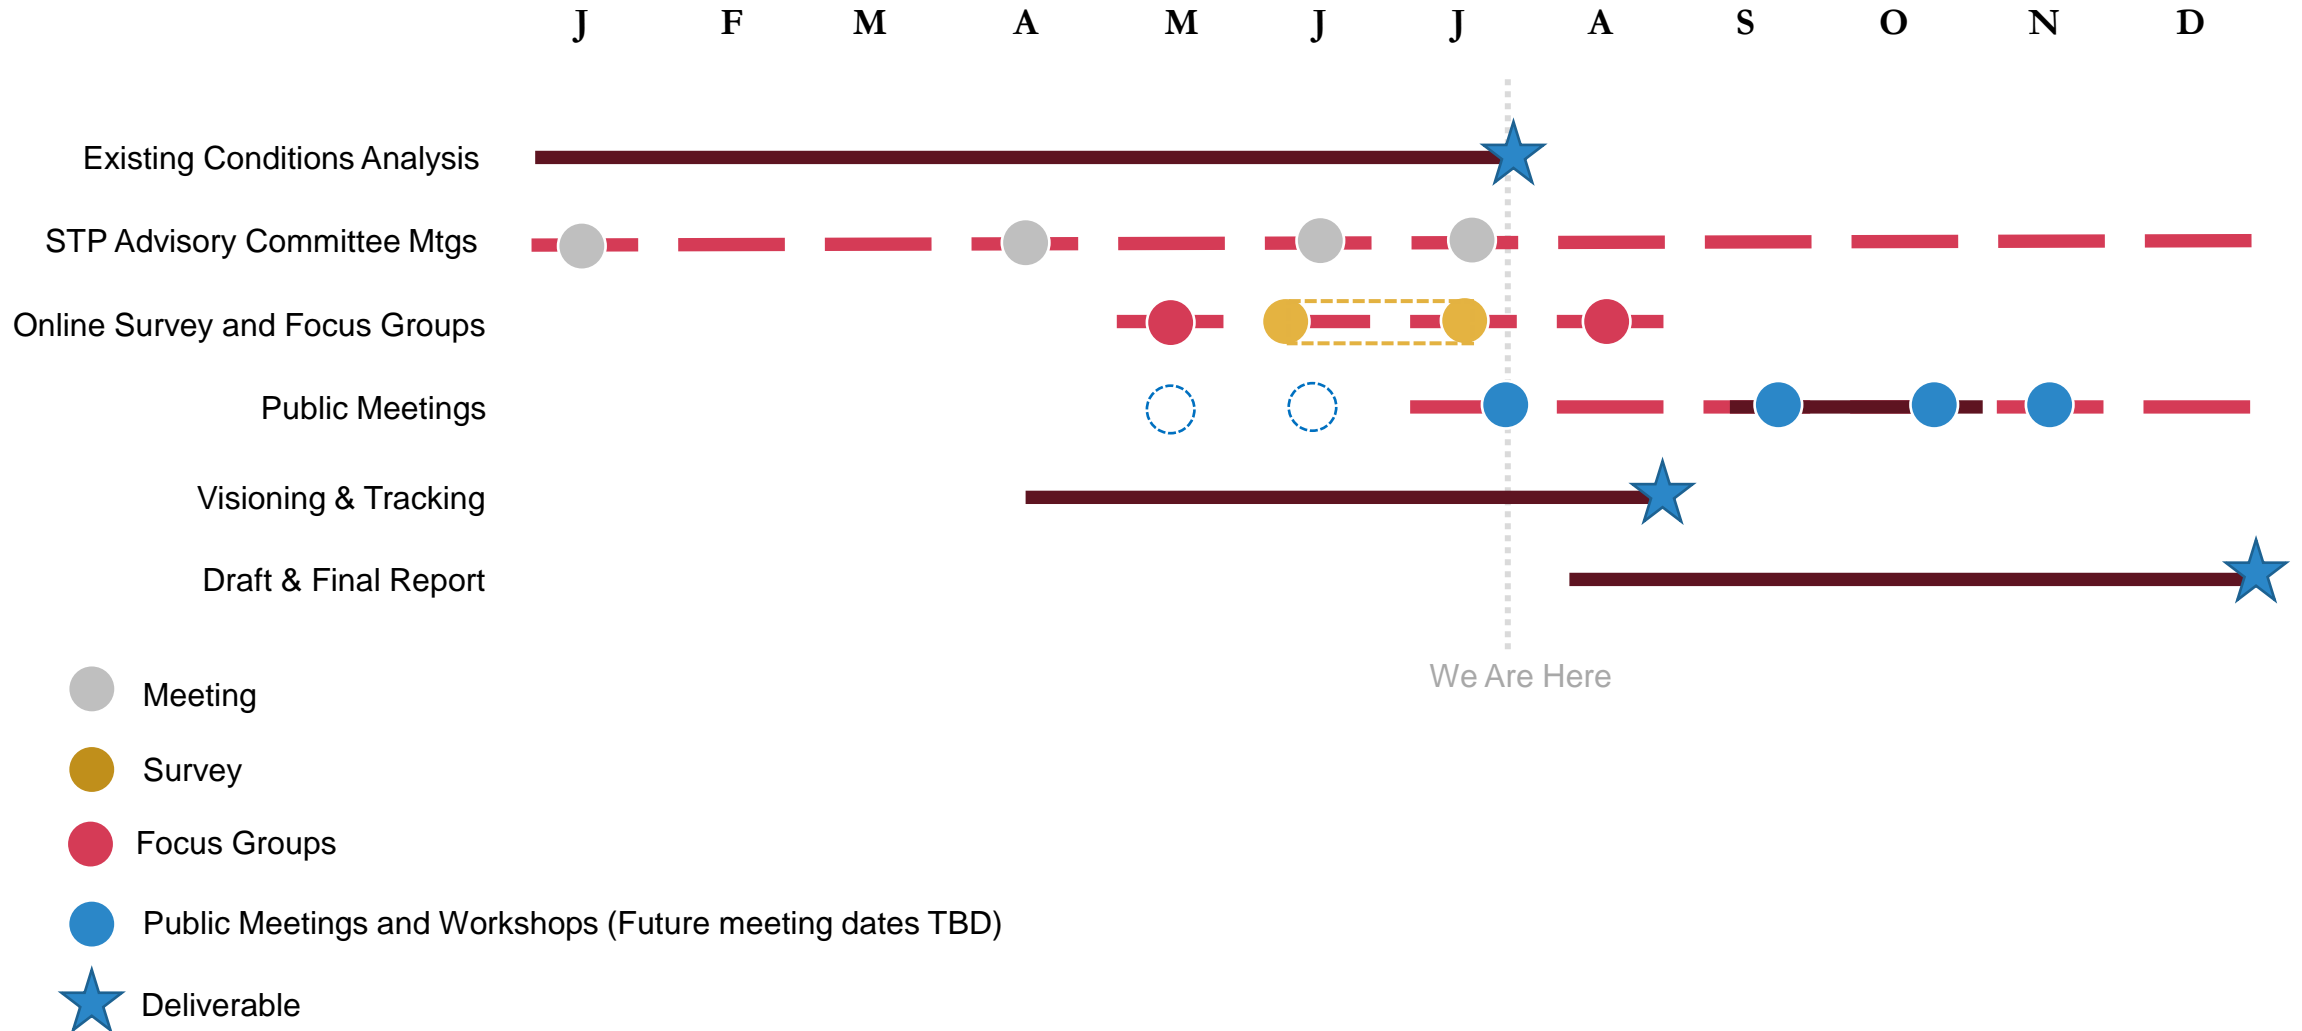 J F M A M J J A S O N D
Existing Conditions Analysis
STP Advisory Committee Mtgs
Online Survey and Focus Groups
Public Meetings
Visioning & Tracking
Draft & Final Report
We Are Here
Meeting
Survey
Focus Groups
Public Meetings and Workshops (Future meeting dates TBD)
Deliverable